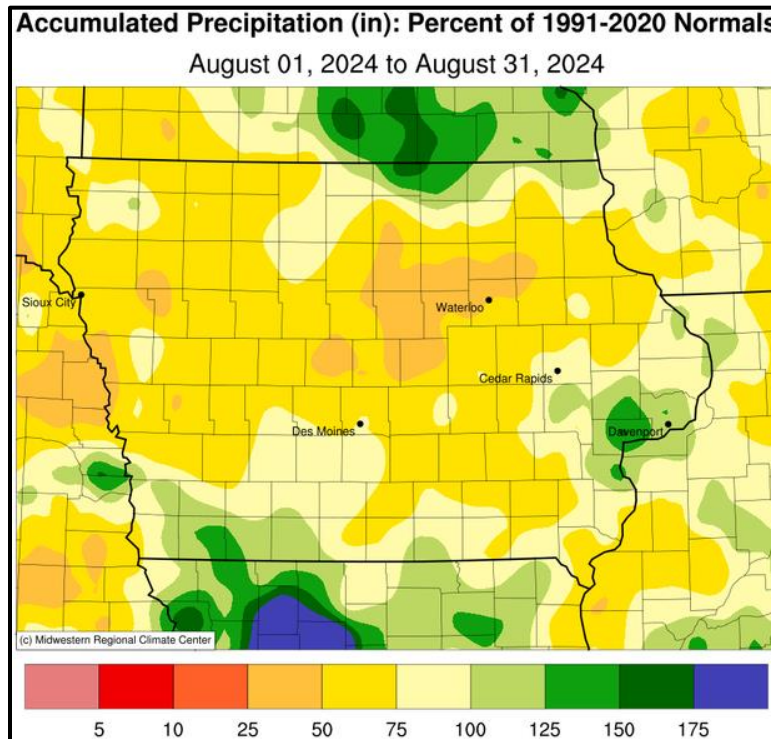 Accumulated Precipitation (in): Percent of 1991-2020 Normals
August 01, 2024 to August 31, 2024
Sioux City
Waterloo
Cedar Rapids
Des Moines
Davenport
(c) Midwestern Regional Climate Center
5 10 25 50 75 100 125 150 175